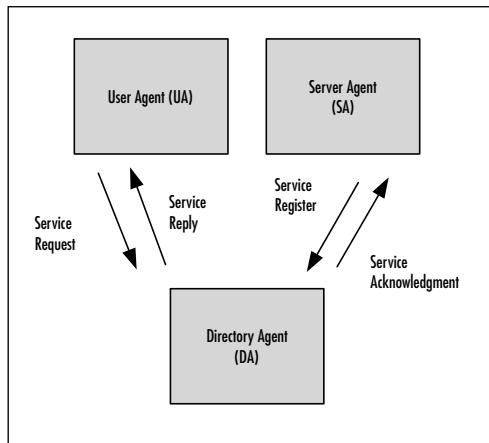 User Agent (UA)
Server Agent
(SA)
Service
Request
Service
Reply
Service
Register
Service
Acknowledgment
Directory Agent
(DA)